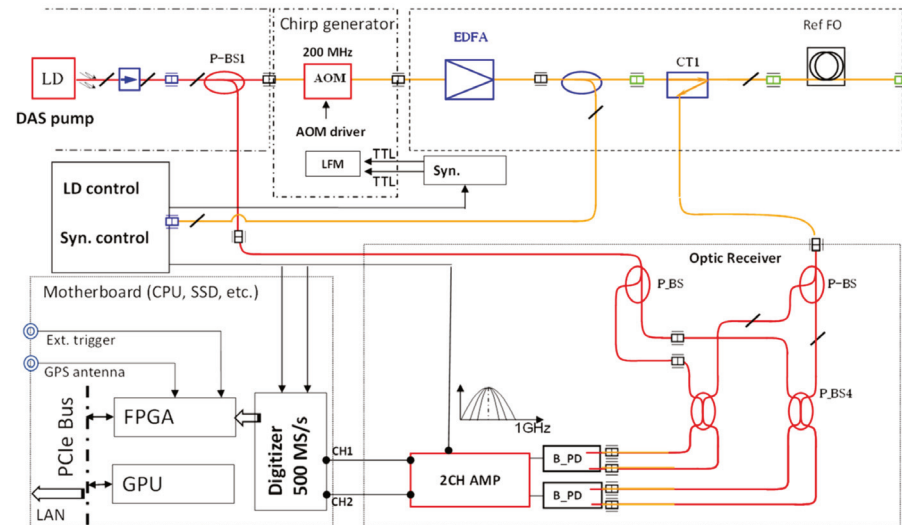 Chirp generator
Ref FO
P-BS1
200 MHz
EDFA
CT1
LD
AOM
DAS pump
AOM driver
LFM
TTL
TTL
Syn.
LD control
Syn. control
Optic Receiver
Motherboard (CPU, SSD, etc.)
P_BS
P-BS
Ext. trigger
GPS antenna
PCIe Bus
FPGA
GPU
LAN
Digitizer
500 MS/s
CH1
CH2
1GHz
2CH AMP
B_PD
B_PD
P_BS4